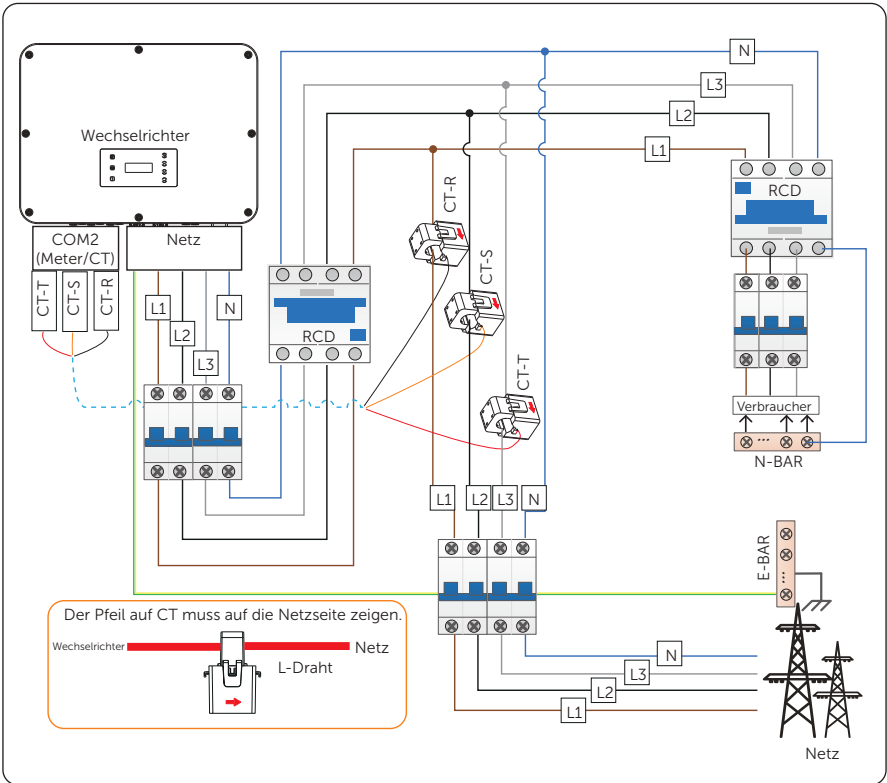 Wechselrichter
COM2
(Meter/CT)
Netz
CT-T
CT-S
CT-R
L1
L2
L3
N
RCD
CT-R
CT-S
CT-T
N
L3
L2
L1
RCD
Verbraucher
...
N-BAR
L1
L2
L3
N
E-BAR
...
N
L3
L2
L1
Netz
Der Pfeil auf CT muss auf die Netzseite zeigen.
Wechselrichter
Netz
L-Draht